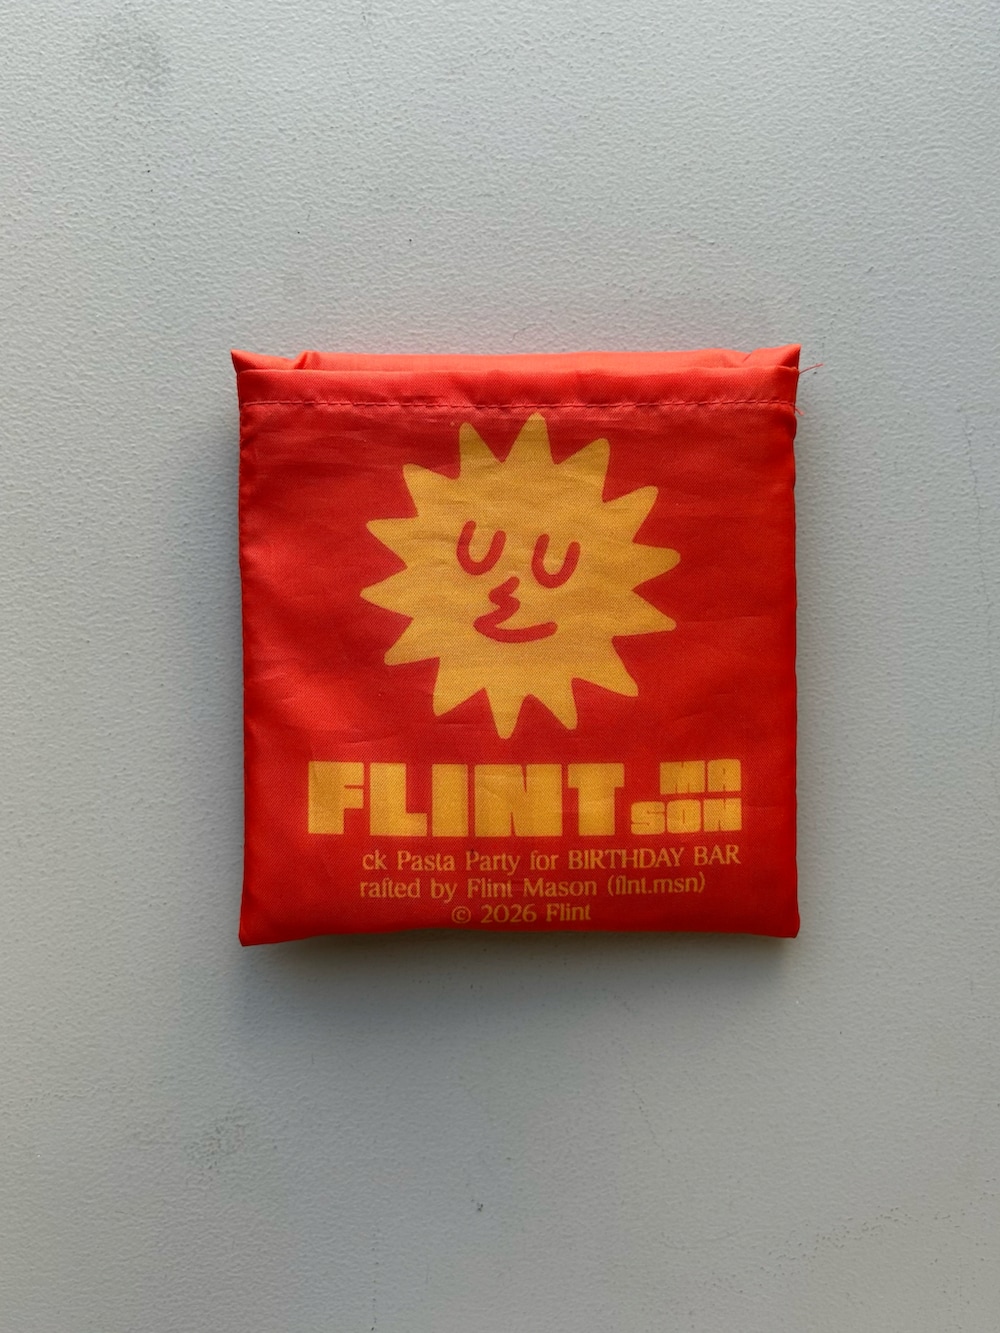 FLINT MA
SON
ck Pasta Party for BIRTHDAY BAR
rafted by Flint Mason (flnt.msn)
© 2026 Flint